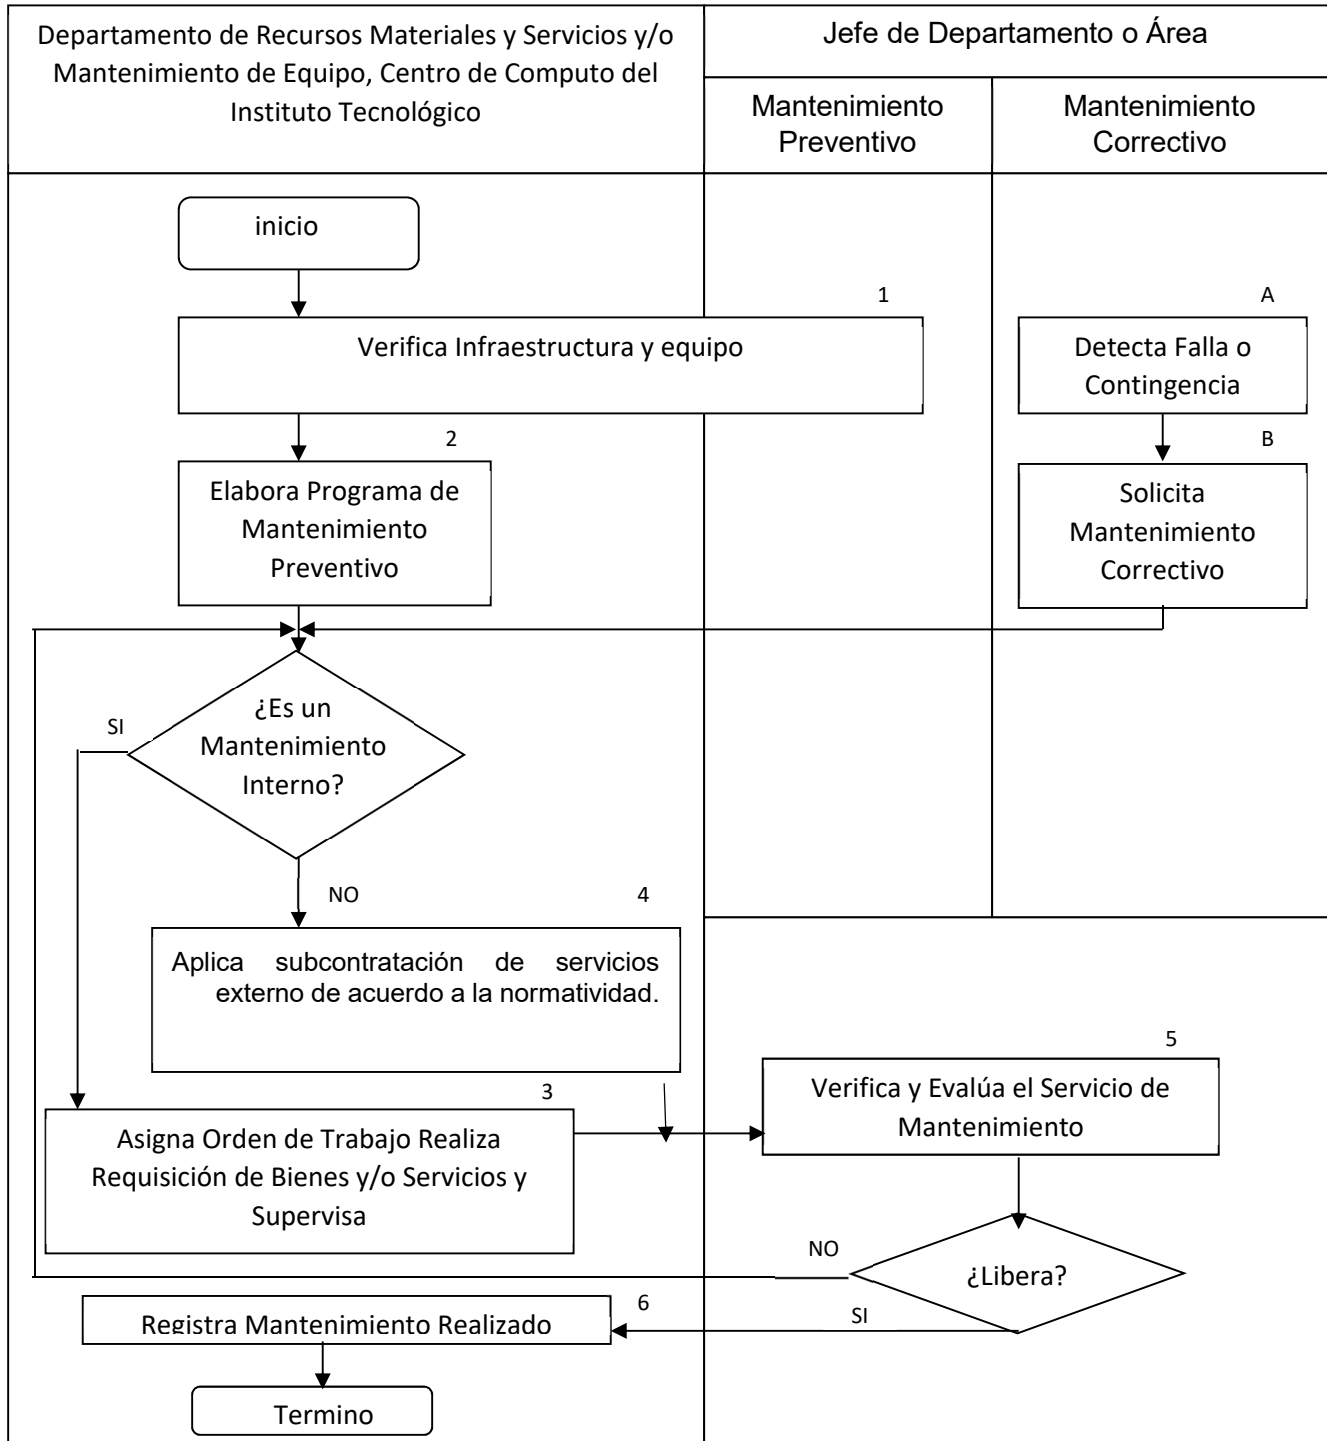 Departamento de Recursos Materiales y Servicios y/o
Mantenimiento de Equipo, Centro de Computo del
Instituto Tecnológico
Jefe de Departamento o Área
Mantenimiento
Preventivo
Mantenimiento
Correctivo
inicio
1
Verifica Infraestructura y equipo
A
Detecta Falla o
Contingencia
2
Elabora Programa de
Mantenimiento
Preventivo
B
Solicita
Mantenimiento
Correctivo
¿Es un
Mantenimiento
Interno?
SI
NO
4
Aplica subcontratación de servicios
externo de acuerdo a la normatividad.
3
Asigna Orden de Trabajo Realiza
Requisición de Bienes y/o Servicios y
Supervisa
5
Verifica y Evalúa el Servicio de
Mantenimiento
NO
¿Libera?
SI
6
Registra Mantenimiento Realizado
Termino